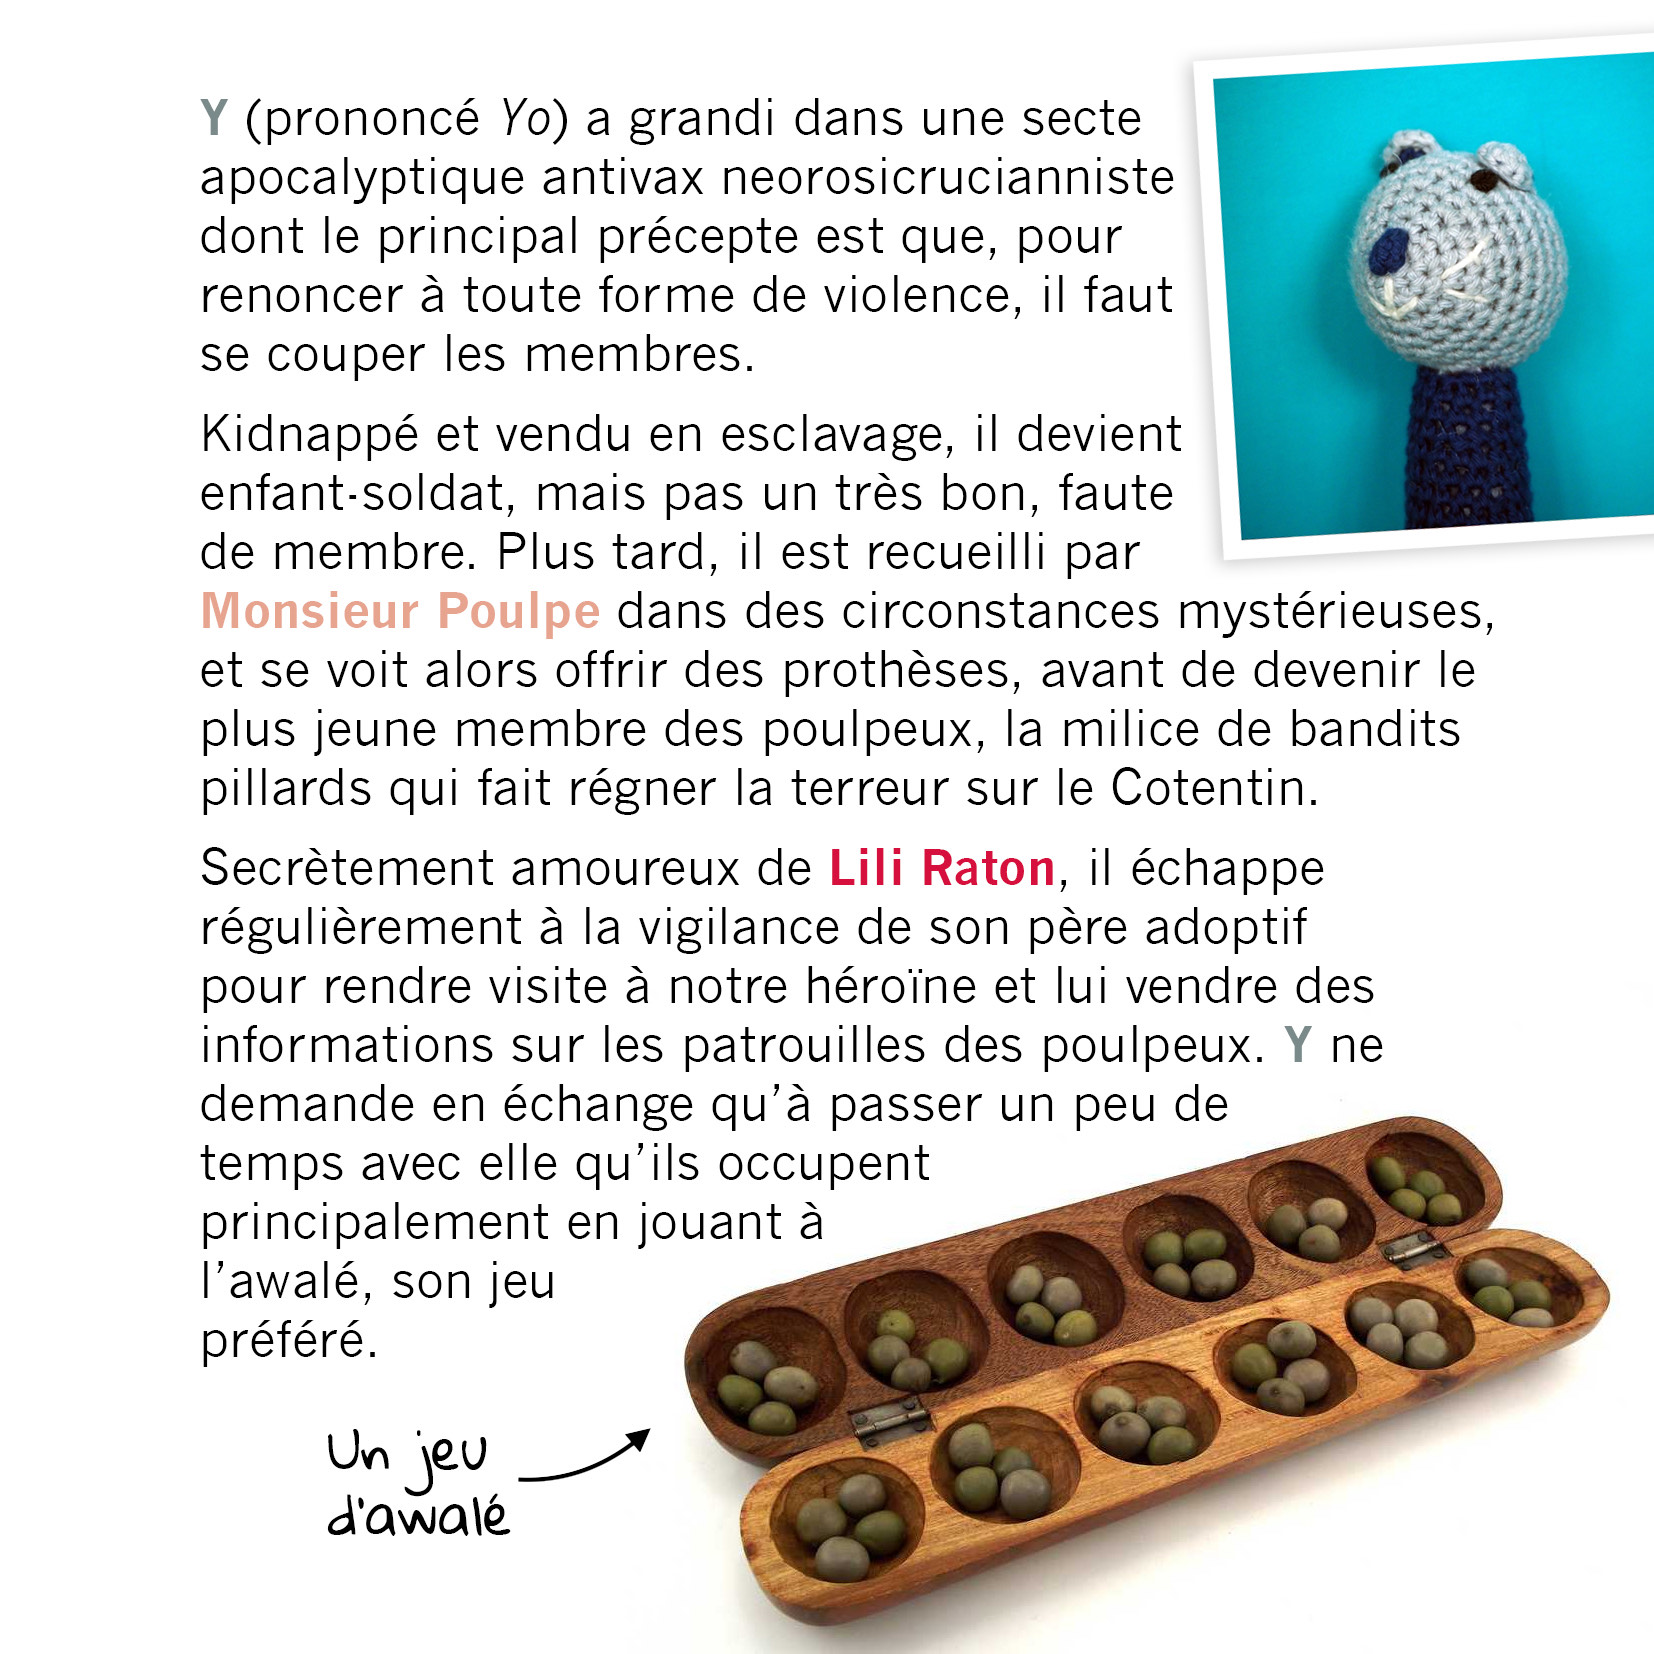 Y (prononcé Yo) a grandi dans une secte
apocalyptique antivax neorosicrucianniste
dont le principal précepte est que, pour
renoncer à toute forme de violence, il faut
se couper les membres.
Kidnappé et vendu en esclavage, il devient
enfant-soldat, mais pas un très bon, faute
de membre. Plus tard, il est recueilli par
Monsieur Poulpe dans des circonstances mystérieuses,
et se voit alors offrir des prothèses, avant de devenir le
plus jeune membre des poulpeux, la milice de bandits
pillards qui fait régner la terreur sur le Cotentin.
Secrètement amoureux de Lili Raton, il échappe
régulièrement à la vigilance de son père adoptif
pour rendre visite à notre héroïne et lui vendre des
informations sur les patrouilles des poulpeux. Y ne
demande en échange qu’à passer un peu de
temps avec elle qu’ils occupent
principalement en jouant à
l’awalé, son jeu
préféré.
Un jeu
d'awalé